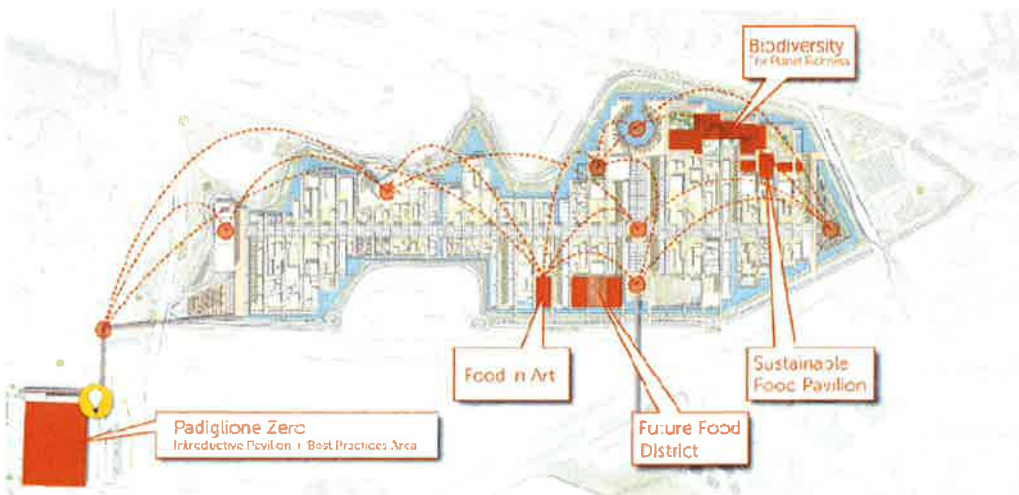 Biodiversity
The Planet Richness
Food in Art
Sustainable
Food Pavilion
Future Food
District
Padiglione Zero
Introductive Pavilion + Best Practices Area